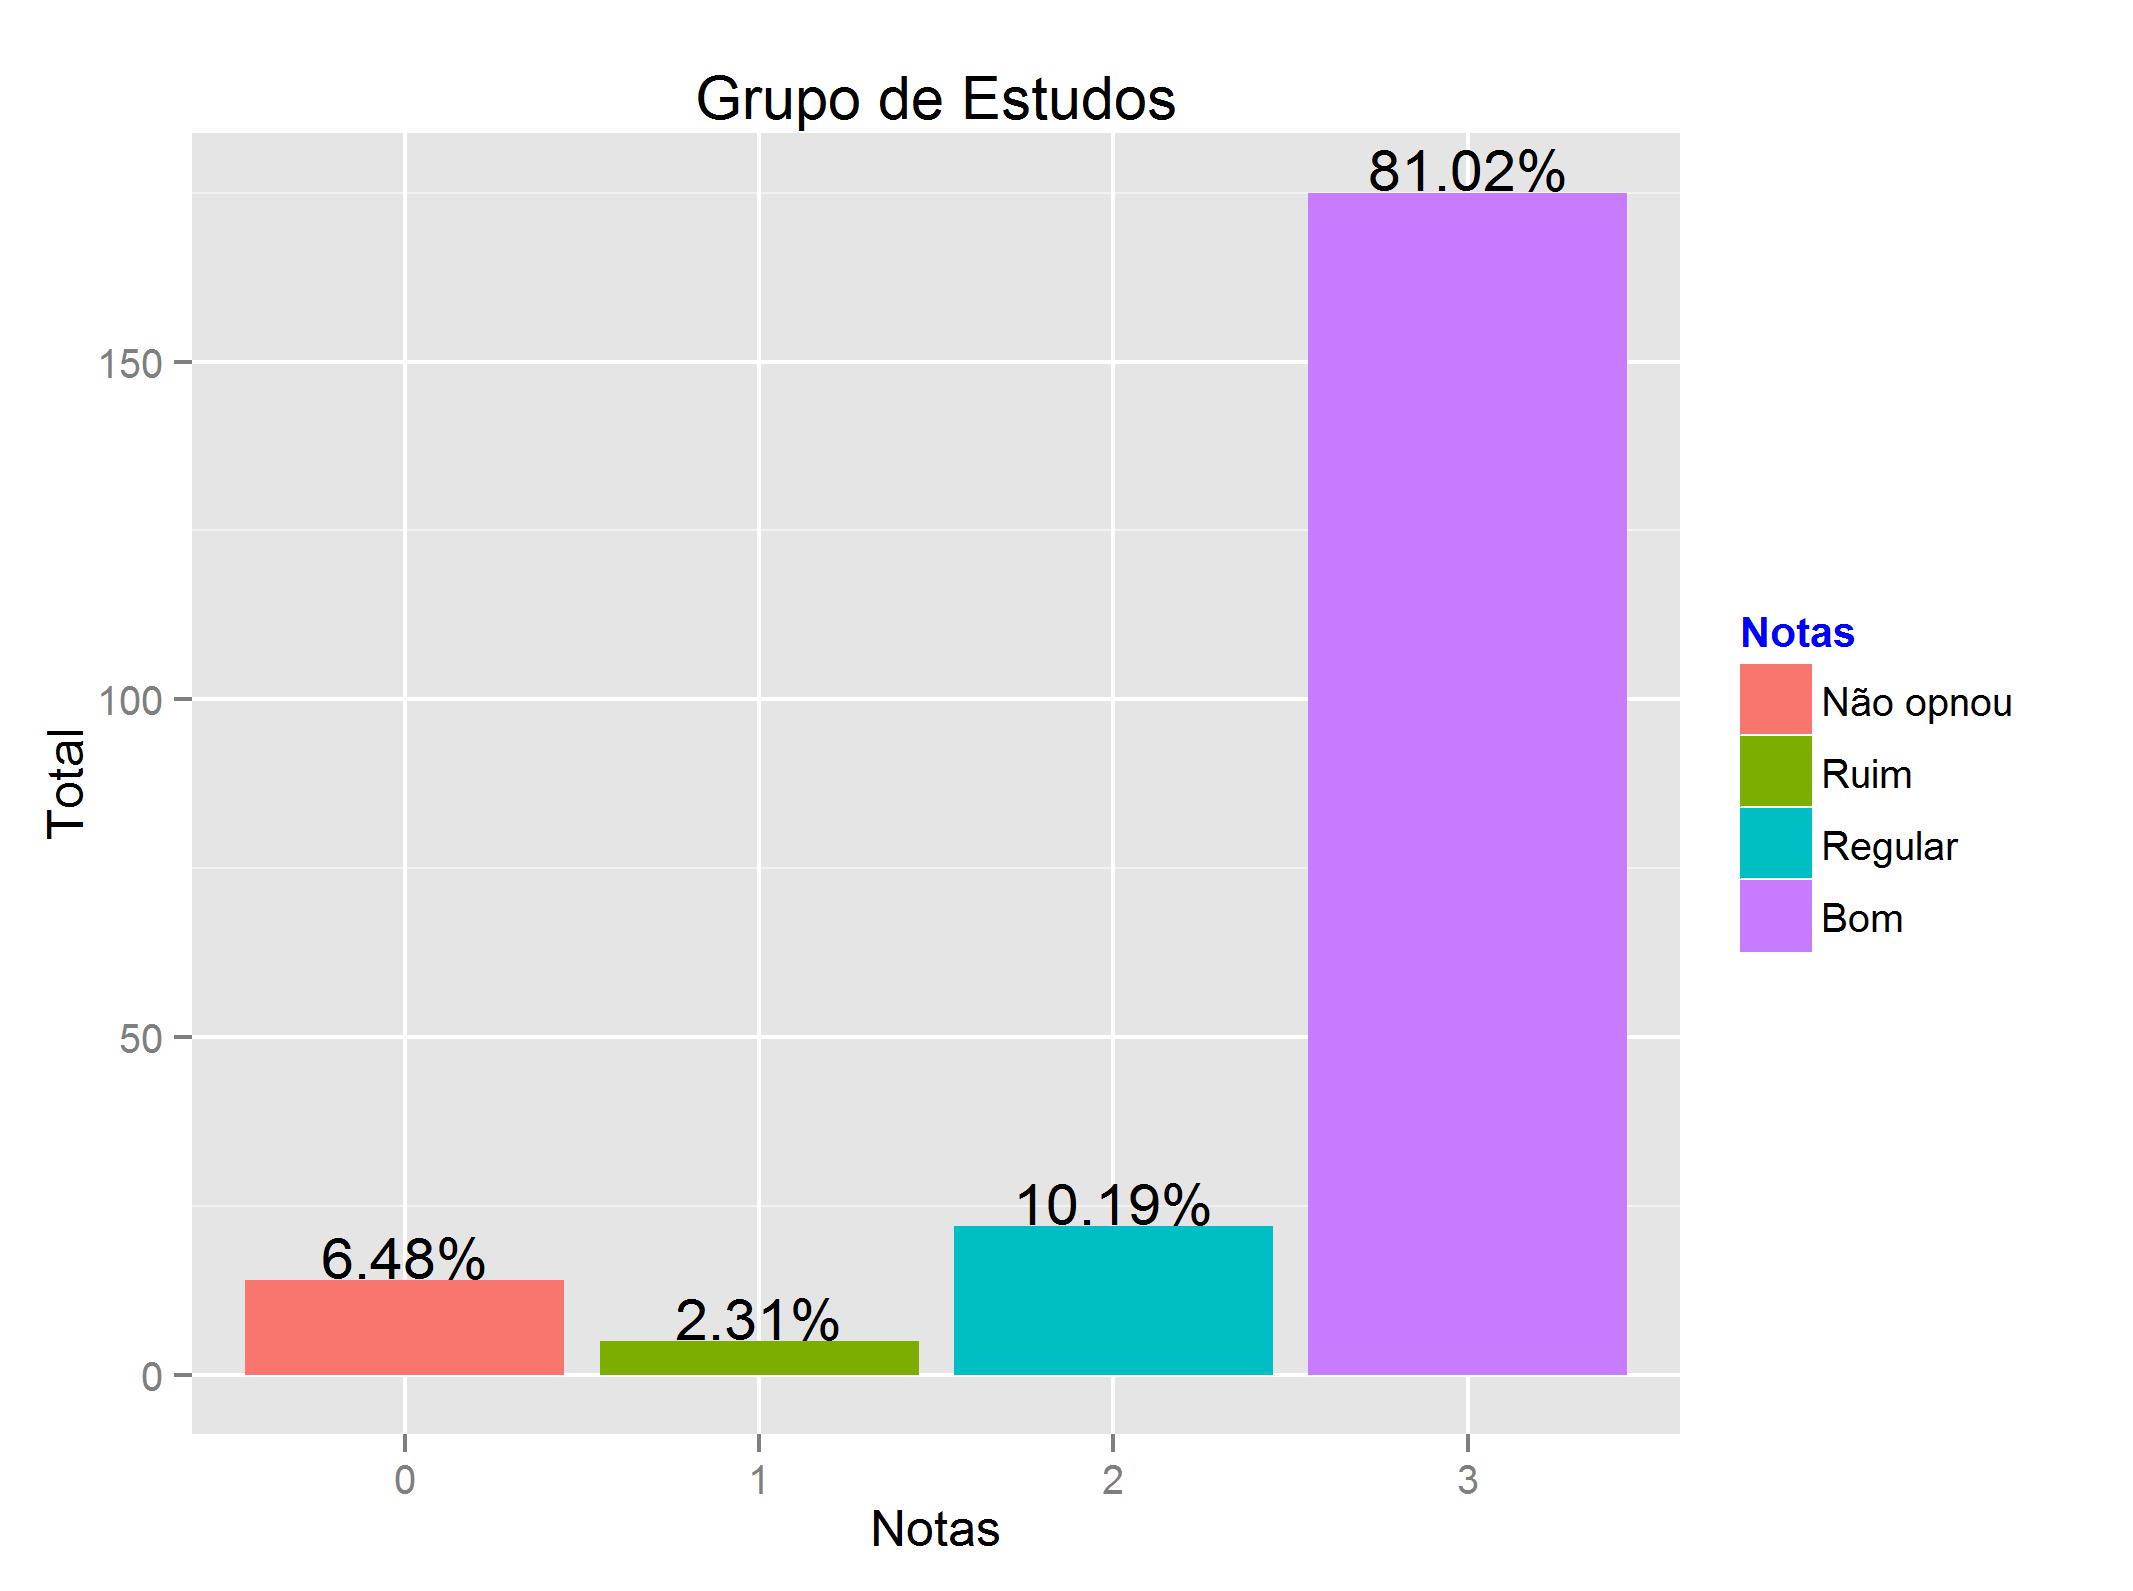 Grupo de Estudos
81.02%
150
100
50
0
Total
10.19%
6.48%
2.31%
0 1 2 3
Notas
Notas
Não opnou
Ruim
Regular
Bom